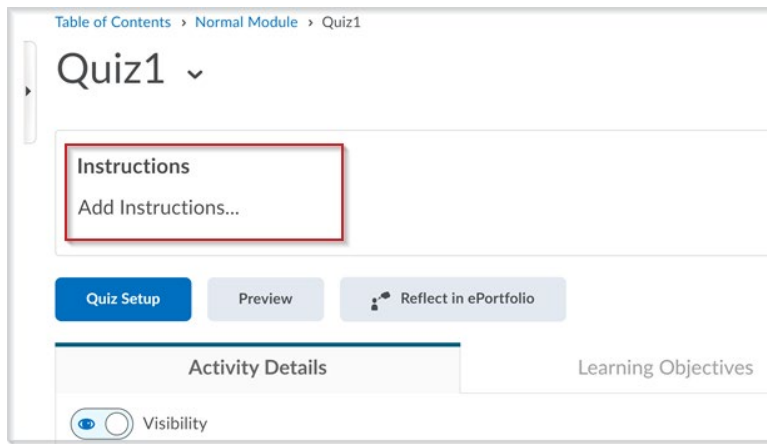 Table of Contents › Normal Module › Quiz1
Quiz1
Instructions
Add Instructions...
Quiz Setup Preview Reflect in ePortfolio
Activity Details Learning Objectives
Visibility